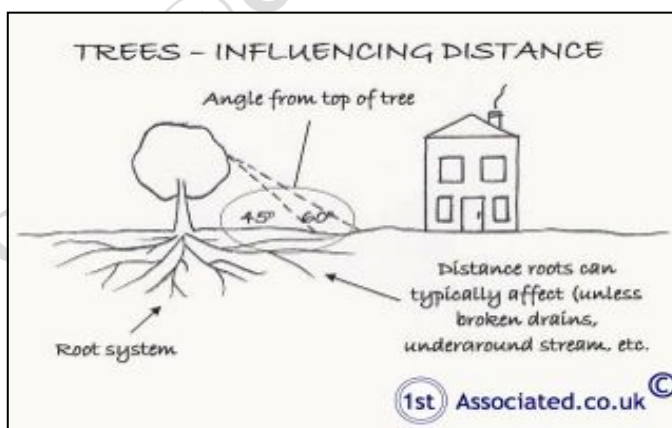 TREES – INFLUENCING DISTANCE
Angle from top of tree
45° 60°
Distance roots can
typically affect (unless
broken drains,
underaround stream, etc.
Root system
1st Associated.co.uk ©